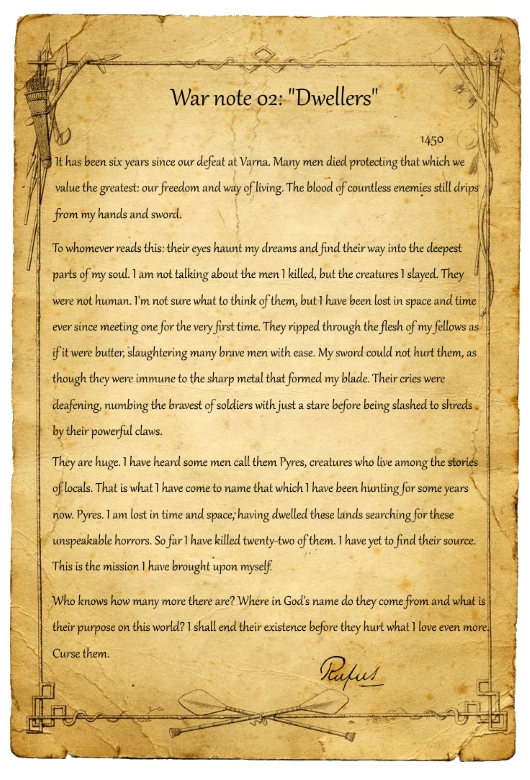 War note 02: "Dwellers"
1450
It has been six years since our defeat at Varna. Many men died protecting that which we
value the greatest: our freedom and way of living. The blood of countless enemies still drips
from my hands and sword.
To whomever reads this: their eyes haunt my dreams and find their way into the deepest
parts of my soul. I am not talking about the men I killed, but the creatures I slayed. They
were not human. I'm not sure what to think of them, but I have been lost in space and time
ever since meeting one for the very first time. They ripped through the flesh of my fellows as
if it were butter, slaughtering many brave men with ease. My sword could not hurt them, as
though they were immune to the sharp metal that formed my blade. Their cries were
deafening, numbing the bravest of soldiers with just a stare before being slashed to shreds
by their powerful claws.
They are huge. I have heard some men call them Pyres, creatures who live among the stories
of locals. That is what I have come to name that which I have been hunting for some years
now. Pyres. I am lost in time and space, having dwelled these lands searching for these
unspeakable horrors. So far I have killed twenty-two of them. I have yet to find their source.
This is the mission I have brought upon myself.
Who knows how many more there are? Where in God's name do they come from and what is
their purpose on this world? I shall end their existence before they hurt what I love even more.
Curse them.
Rufus